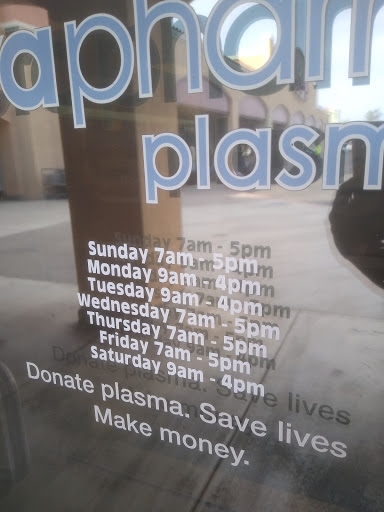 apham
plasm
Sunday 7am - 5pm
Monday 9am - 4pm
Tuesday 9am - 4pm
Wednesday 7am - 5pm
Thursday 7am - 5pm
Friday 7am - 5pm
Saturday 9am - 4pm
Donate plasma. Save lives
Make money.